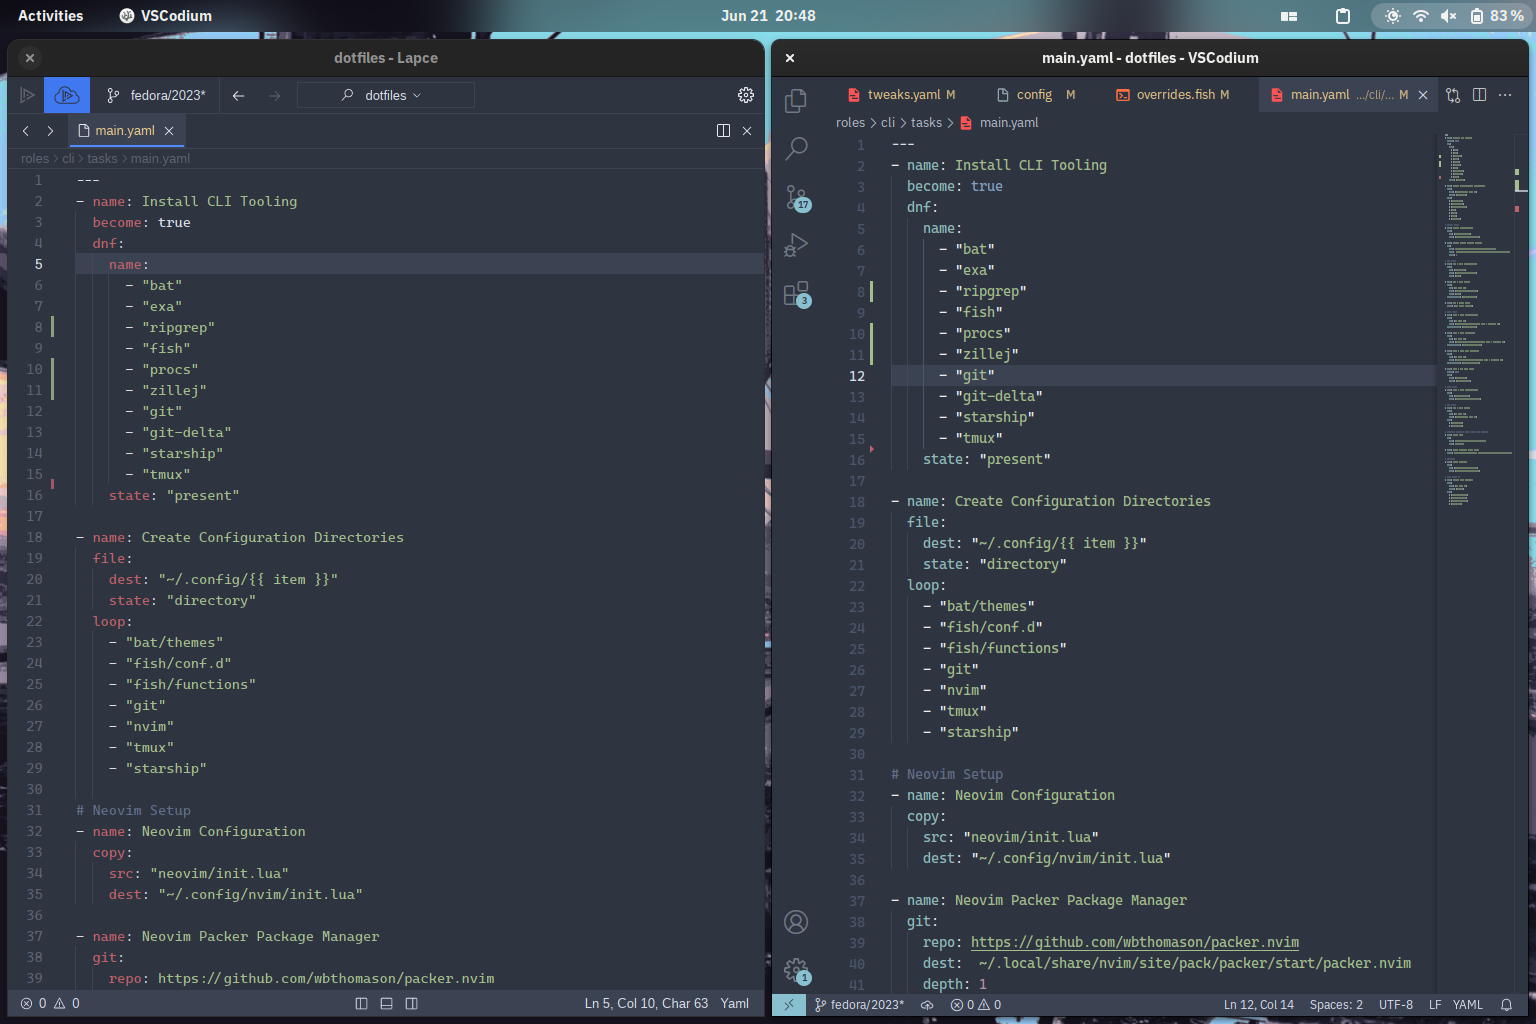 Activities VSCodium Jun 21 20:48 83 %
dotfiles - Lapce
fedora/2023* dotfiles
main.yaml
roles > cli > tasks > main.yaml
1 ---
2 - name: Install CLI Tooling
3 become: true
4 dnf:
5 name:
6 - "bat"
7 - "exa"
8 - "ripgrep"
9 - "fish"
10 - "procs"
11 - "zillej"
12 - "git"
13 - "git-delta"
14 - "starship"
15 - "tmux"
16 state: "present"
17
18 - name: Create Configuration Directories
19 file:
20 dest: "~/.config/{{ item }}"
21 state: "directory"
22 loop:
23 - "bat/themes"
24 - "fish/conf.d"
25 - "fish/functions"
26 - "git"
27 - "nvim"
28 - "tmux"
29 - "starship"
30
31 # Neovim Setup
32 - name: Neovim Configuration
33 copy:
34 src: "neovim/init.lua"
35 dest: "~/.config/nvim/init.lua"
36
37 - name: Neovim Packer Package Manager
38 git:
39 repo: https://github.com/wbthomason/packer.nvim
0 0 Ln 5, Col 10, Char 63 Yaml
main.yaml - dotfiles - VSCodium
tweaks.yaml M config M overrides.fish M main.yaml .../cli/... M
roles > cli > tasks > main.yaml
17
3
1
1 ---
2 - name: Install CLI Tooling
3 become: true
4 dnf:
5 name:
6 - "bat"
7 - "exa"
8 - "ripgrep"
9 - "fish"
10 - "procs"
11 - "zillej"
12 - "git"
13 - "git-delta"
14 - "starship"
15 - "tmux"
16 state: "present"
17
18 - name: Create Configuration Directories
19 file:
20 dest: "~/.config/{{ item }}"
21 state: "directory"
22 loop:
23 - "bat/themes"
24 - "fish/conf.d"
25 - "fish/functions"
26 - "git"
27 - "nvim"
28 - "tmux"
29 - "starship"
30
31 # Neovim Setup
32 - name: Neovim Configuration
33 copy:
34 src: "neovim/init.lua"
35 dest: "~/.config/nvim/init.lua"
36
37 - name: Neovim Packer Package Manager
38 git:
39 repo: https://github.com/wbthomason/packer.nvim
40 dest: ~/.local/share/nvim/site/pack/packer/start/packer.nvim
41 depth: 1
fedora/2023* 0 0 Ln 12, Col 14 Spaces: 2 UTF-8 LF YAML